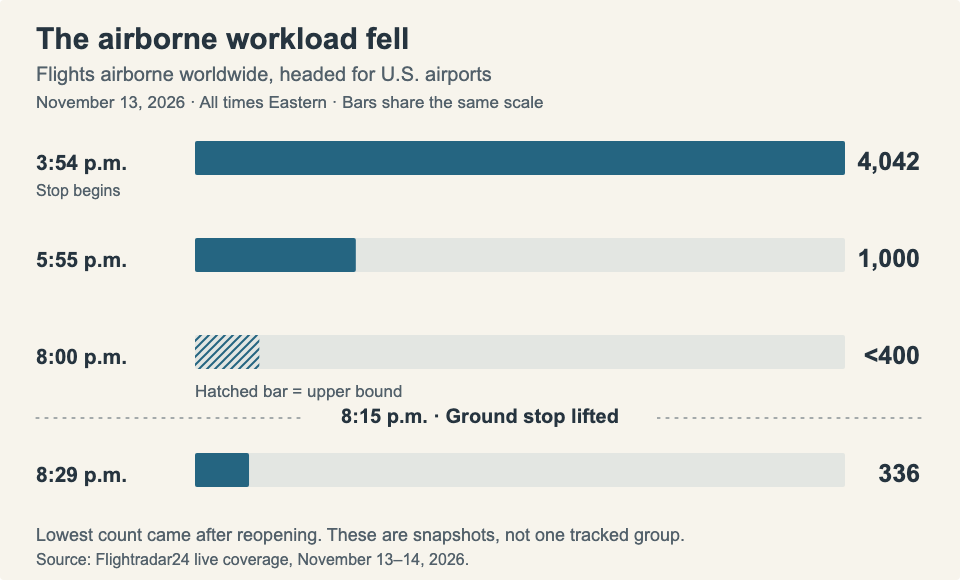 The airborne workload fell
Flights airborne worldwide, headed for U.S. airports
November 13, 2026 · All times Eastern · Bars share the same scale
3:54 p.m.
4,042
Stop begins
5:55 p.m.
1,000
8:00 p.m.
<400
Hatched bar = upper bound
8:15 p.m. · Ground stop lifted
8:29 p.m.
336
Lowest count came after reopening. These are snapshots, not one tracked group.
Source: Flightradar24 live coverage, November 13–14, 2026.